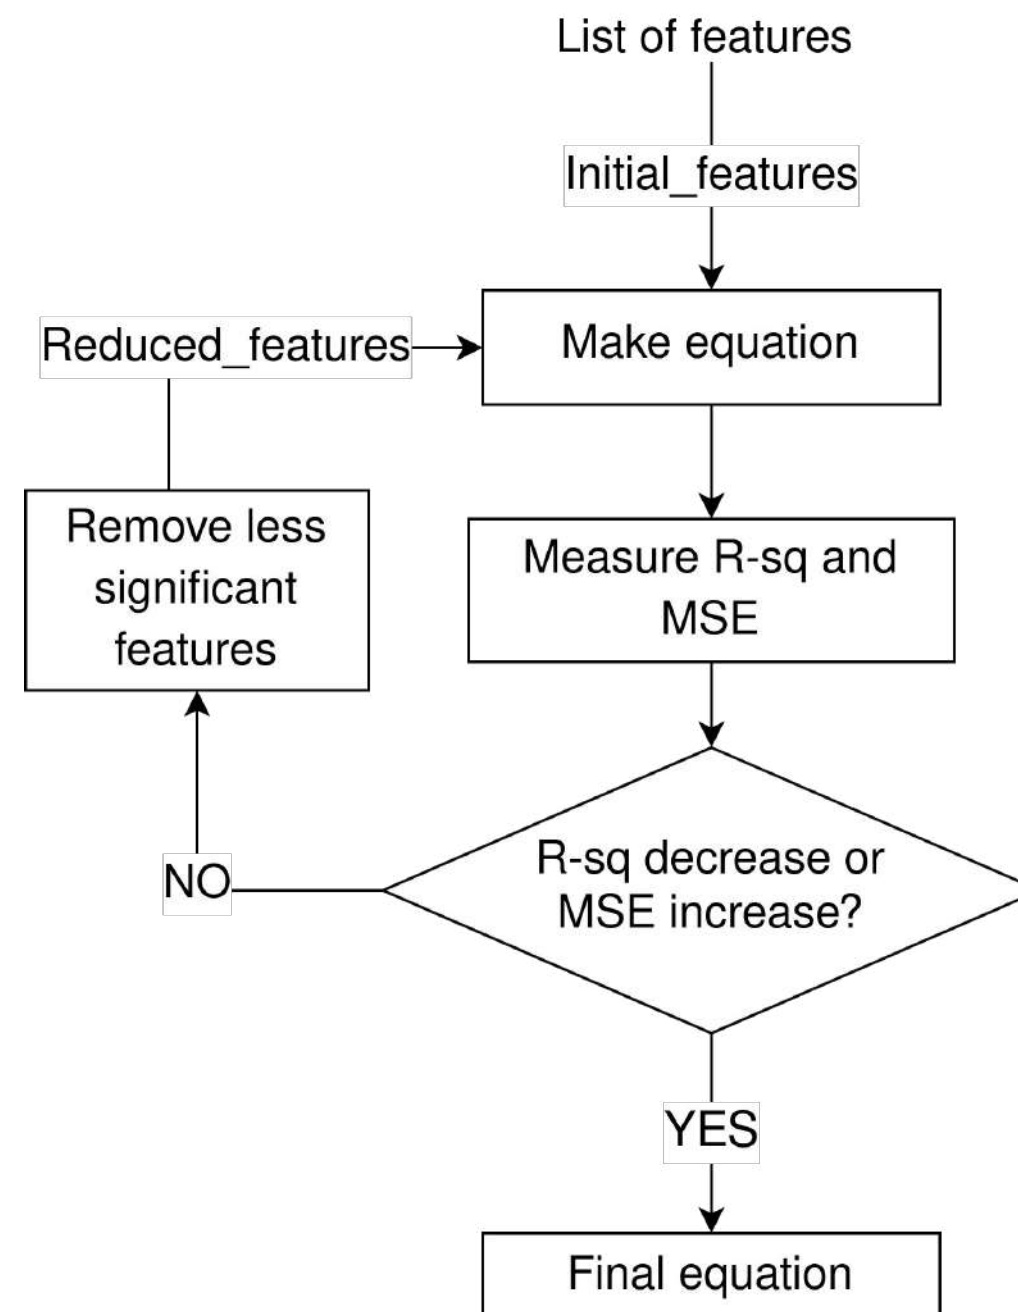 List of features
Initial_features
Reduced_features
Make equation
Remove less
significant
features
Measure R-sq and
MSE
R-sq decrease or
MSE increase?
NO
YES
Final equation